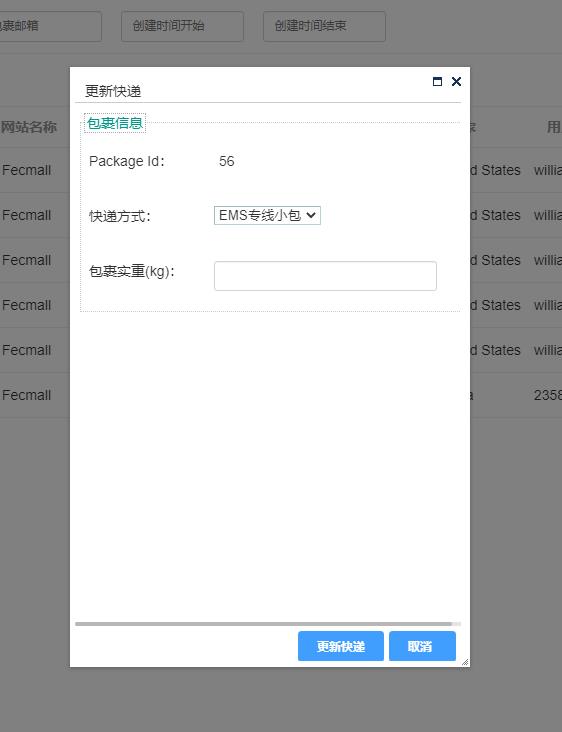 包裹邮箱 创建时间开始 创建时间结束
更新快递
网站名称 用
包裹信息
Package Id: 56
Fecmall d States willia
快递方式: EMS专线小包
Fecmall d States willia
包裹实重(kg):
Fecmall d States willia
Fecmall d States willia
Fecmall d States willia
Fecmall a 2358
更新快递 取消